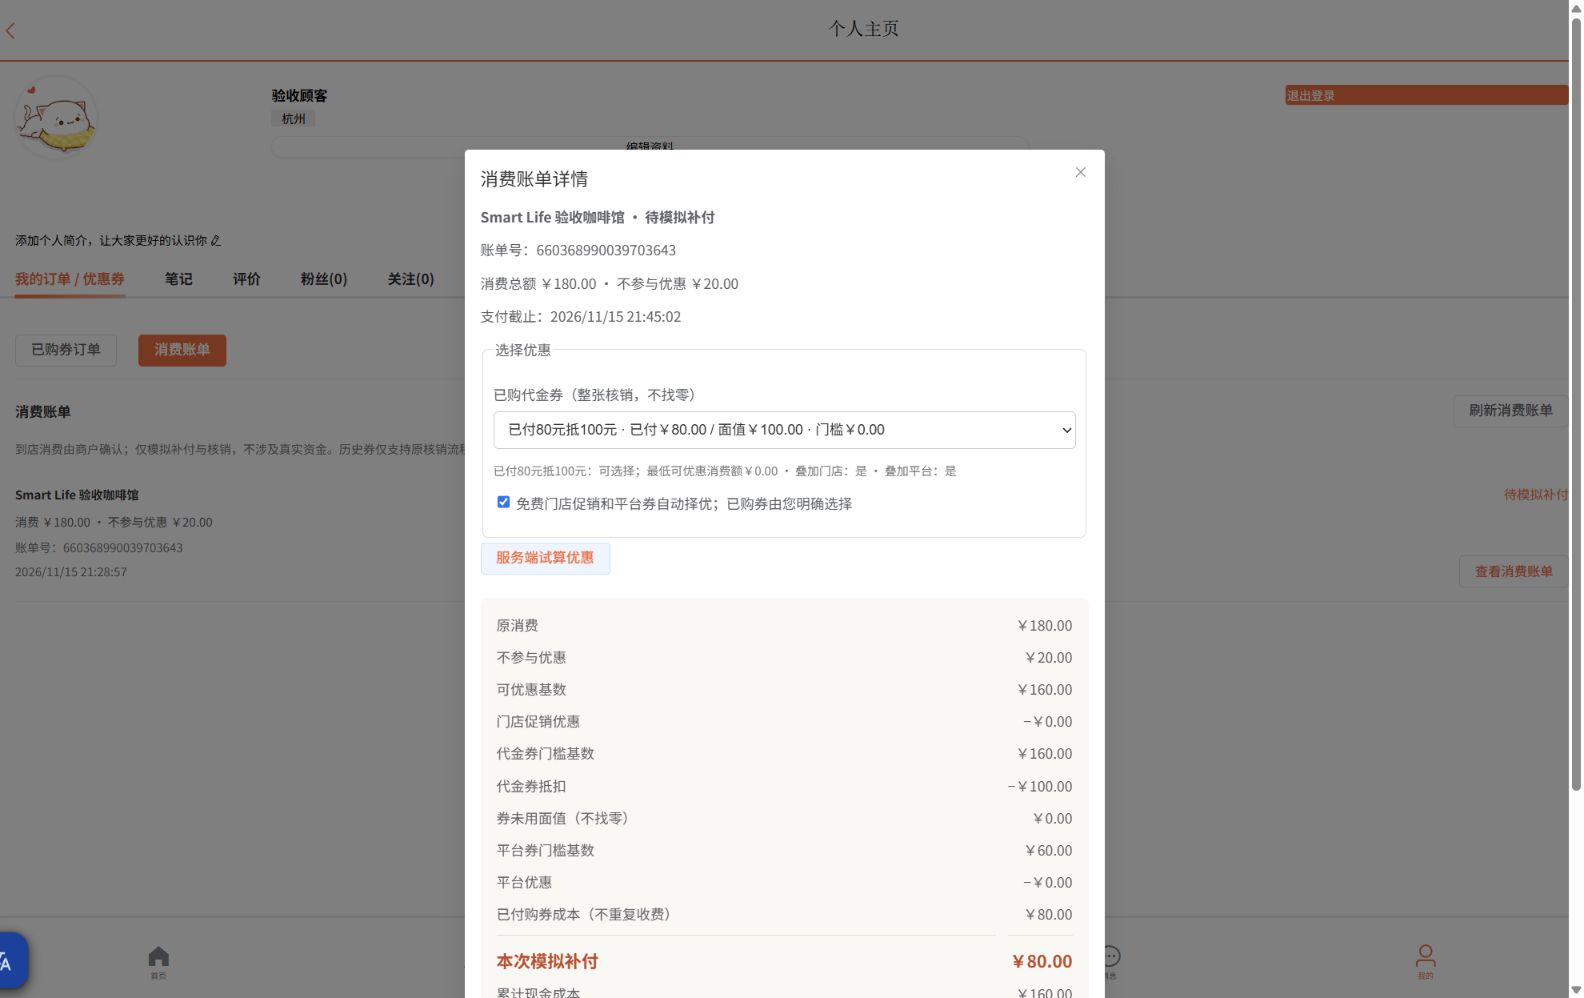 个人主页
验收顾客
杭州
退出登录
编辑资料
添加个人简介，让大家更好的认识你
我的订单 / 优惠券 笔记 评价 粉丝(0) 关注(0)
已购券订单 消费账单
消费账单
刷新消费账单
到店消费由商户确认；仅模拟补付与核销，不涉及真实资金。历史券仅支持原核销流程
Smart Life 验收咖啡馆
待模拟补付
消费 ￥180.00 · 不参与优惠 ￥20.00
账单号：660368990039703643
2026/11/15 21:28:57
查看消费账单
消费账单详情
Smart Life 验收咖啡馆 · 待模拟补付
账单号：660368990039703643
消费总额 ￥180.00 · 不参与优惠 ￥20.00
支付截止：2026/11/15 21:45:02
选择优惠
已购代金券（整张核销，不找零）
已付80元抵100元 · 已付￥80.00 / 面值￥100.00 · 门槛￥0.00
已付80元抵100元：可选择；最低可优惠消费额￥0.00 · 叠加门店：是 · 叠加平台：是
免费门店促销和平台券自动择优；已购券由您明确选择
服务端试算优惠
原消费 ￥180.00
不参与优惠 ￥20.00
可优惠基数 ￥160.00
门店促销优惠 −￥0.00
代金券门槛基数 ￥160.00
代金券抵扣 −￥100.00
券未用面值（不找零） ￥0.00
平台券门槛基数 ￥60.00
平台优惠 −￥0.00
已付购券成本（不重复收费） ￥80.00
本次模拟补付 ￥80.00
累计现金成本 ￥160.00
首页
息
我的